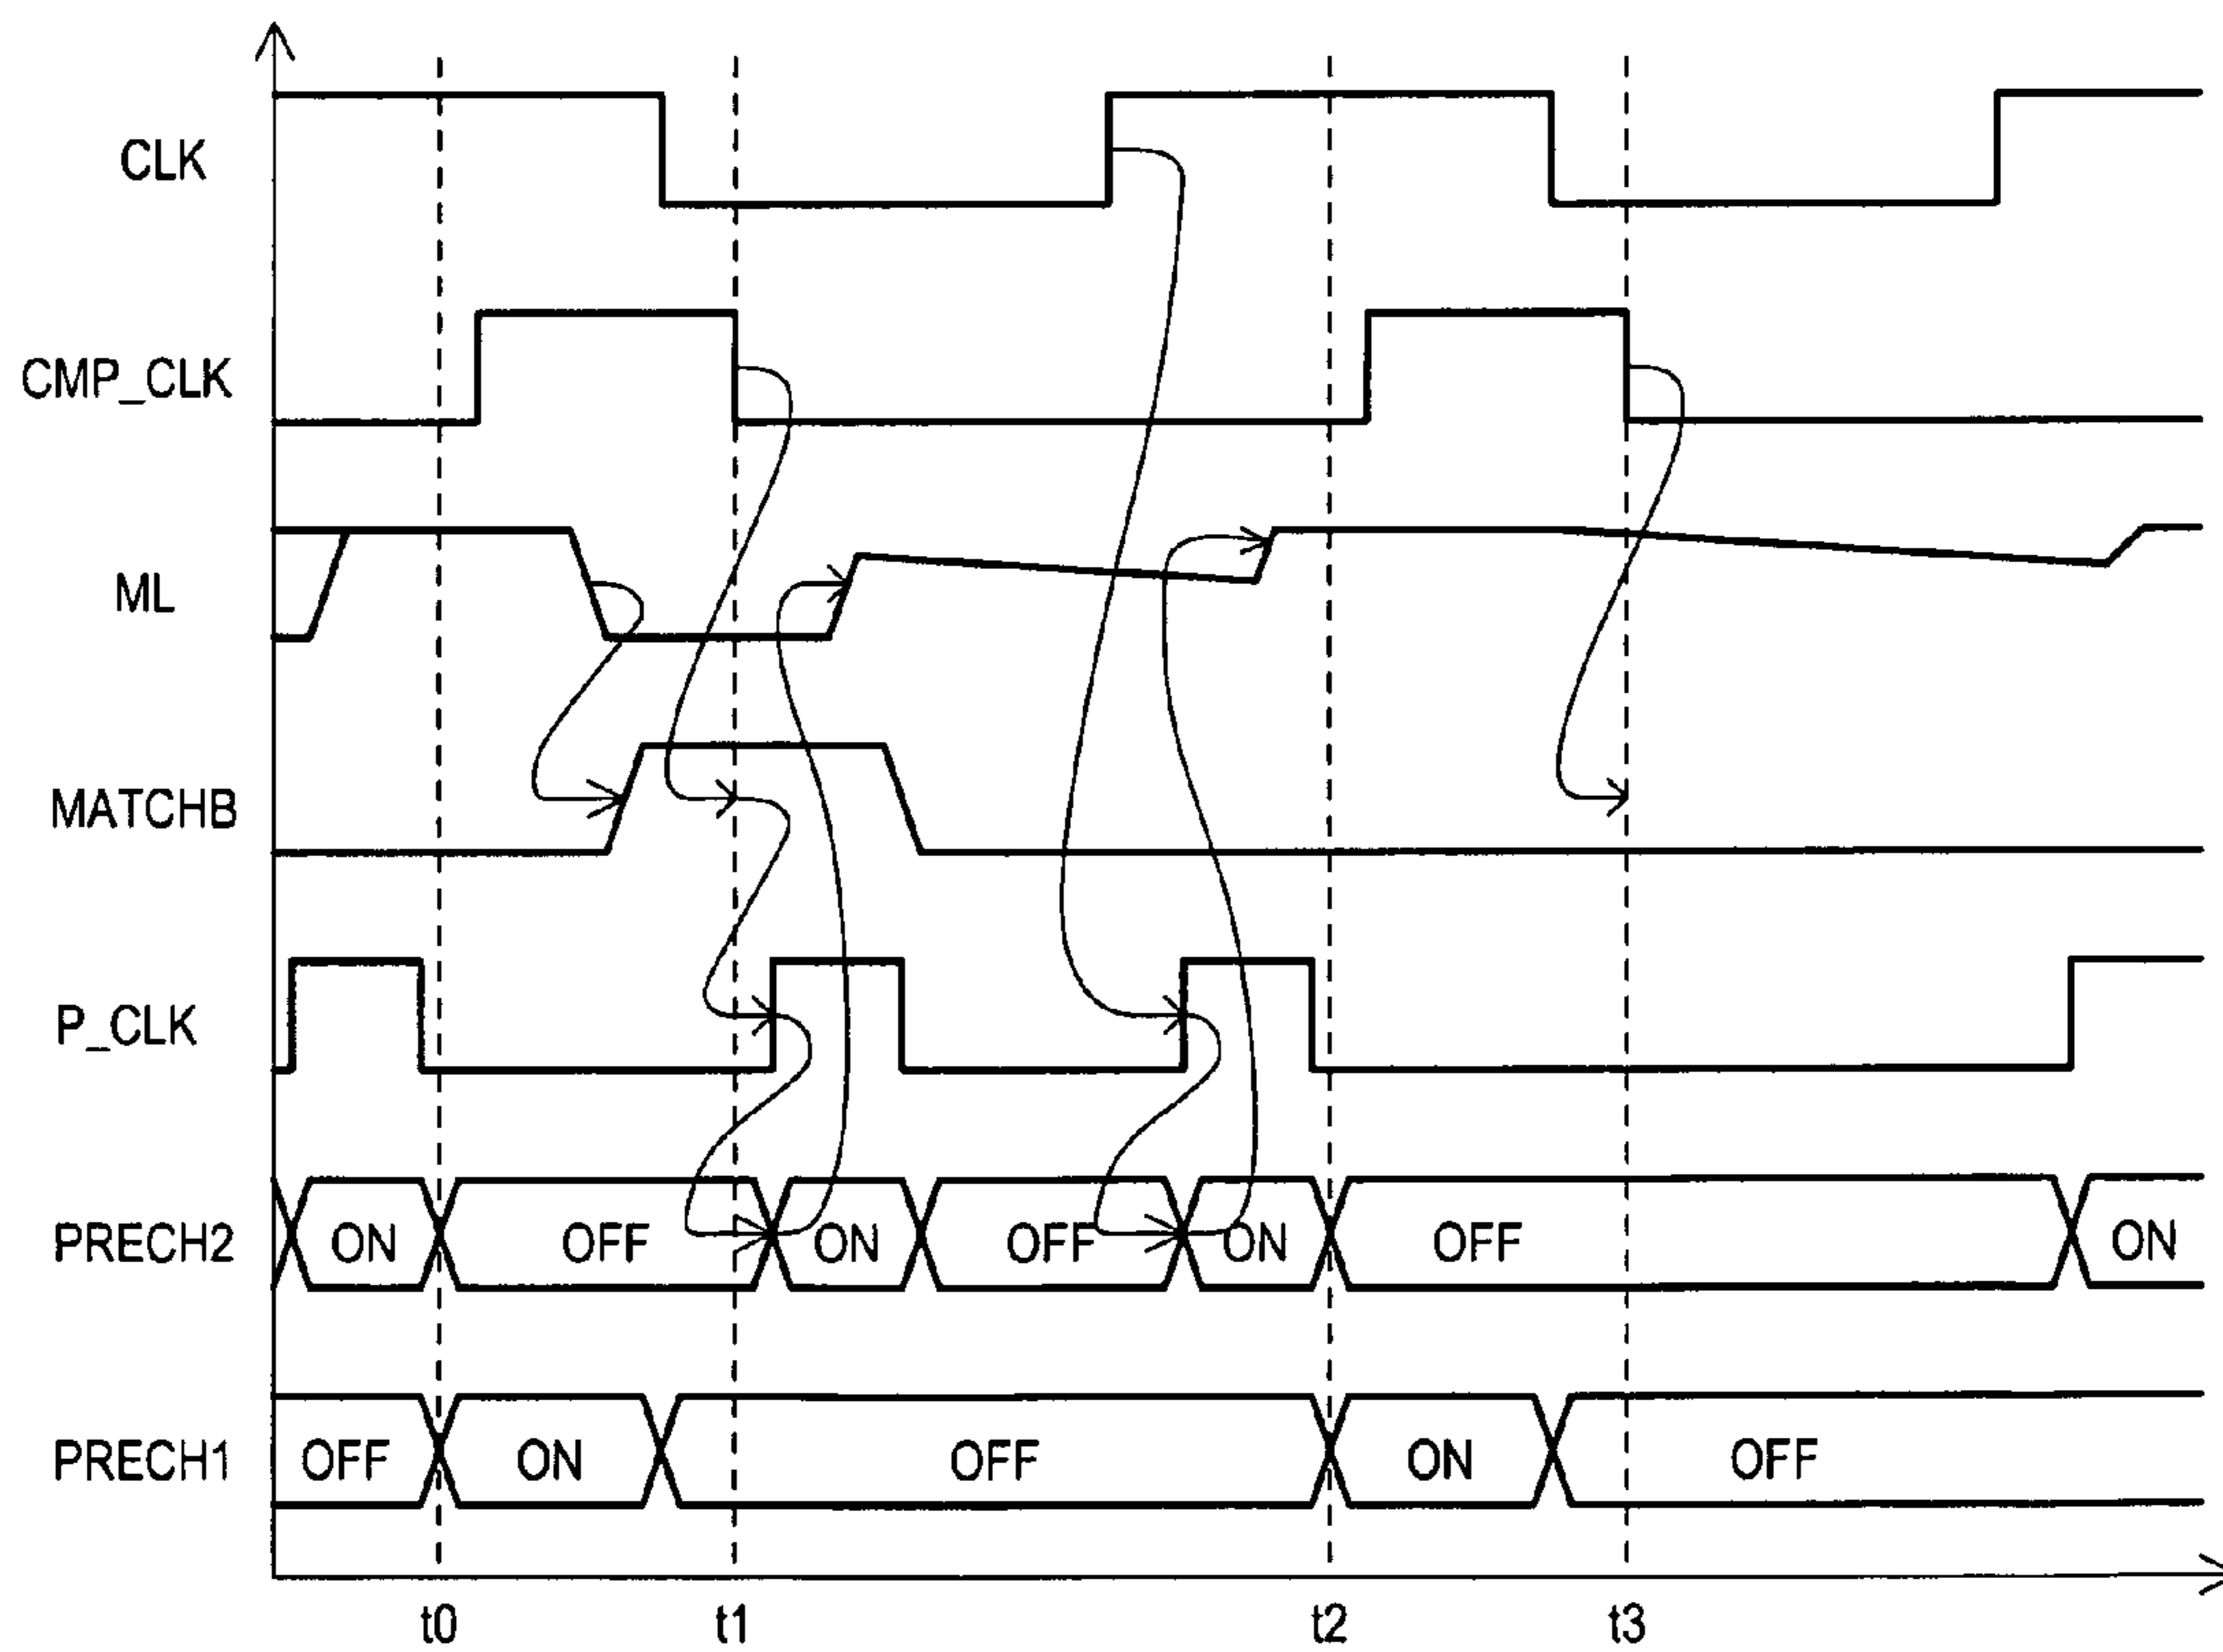 CLK
CMP_CLK
ML
MATCHB
P_CLK
PRECH2 ON OFF ON OFF ON OFF ON
PRECH1 OFF ON OFF ON OFF
t0 t1 t2 t3